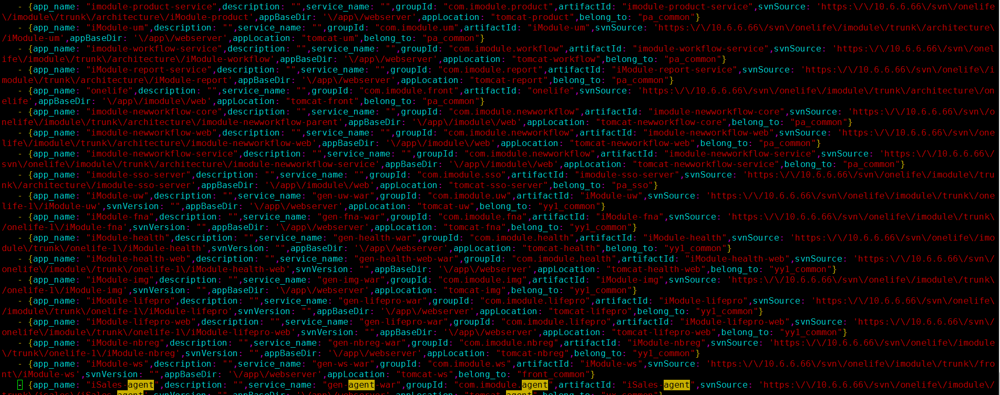 - {app_name: "imodule-product-service",description: "",service_name: "",groupId: "com.imodule.product",artifactId: "imodule-product-service",svnSource: 'https:\/\/10.6.6.66\/svn\/onelife
\/imodule\/trunk\/architecture\/iModule-product',appBaseDir: '\/app\/webserver',appLocation: "tomcat-product",belong_to: "pa_common"}
- {app_name: "iModule-um",description: "",service_name: "",groupId: "com.imodule.um",artifactId: "iModule-um",svnSource: 'https:\/\/10.6.6.66\/svn\/onelife\/imodule\/trunk\/architecture\
/iModule-um',appBaseDir: '\/app\/webserver',appLocation: "tomcat-um",belong_to: "pa_common"}
- {app_name: "imodule-workflow-service",description: "",service_name: "",groupId: "com.imodule.workflow",artifactId: "imodule-workflow-service",svnSource: 'https:\/\/10.6.6.66\/svn\/onel
ife\/imodule\/trunk\/architecture\/iModule-workflow',appBaseDir: '\/app\/webserver',appLocation: "tomcat-workflow",belong_to: "pa_common"}
- {app_name: "iModule-report-service",description: "",service_name: "",groupId: "com.imodule.report",artifactId: "iModule-report-service",svnSource: 'https:\/\/10.6.6.66\/svn\/onelife\/i
module\/trunk\/architecture\/iModule-report',appBaseDir: '\/app\/webserver',appLocation: "tomcat-report",belong_to: "pa_common"}
- {app_name: "onelife",description: "",service_name: "",groupId: "com.imodule.front",artifactId: "onelife",svnSource: 'https:\/\/10.6.6.66\/svn\/onelife\/imodule\/trunk\/architecture\/on
elife',appBaseDir: '\/app\/imodule\/web',appLocation: "tomcat-front",belong_to: "pa_common"}
- {app_name: "imodule-newworkflow-core",description: "",service_name: "",groupId: "com.imodule.newworkflow",artifactId: "imodule-newworkflow-core",svnSource: 'https:\/\/10.6.6.66\/svn\/o
nelife\/imodule\/trunk\/architecture\/imodule-newworkflow-parent',appBaseDir: '\/app\/imodule\/web',appLocation: "tomcat-newworkflow-core",belong_to: "pa_common"}
- {app_name: "imodule-newworkflow-web",description: "",service_name: "",groupId: "com.imodule.newworkflow",artifactId: "imodule-newworkflow-web",svnSource: 'https:\/\/10.6.6.66\/svn\/one
life\/imodule\/trunk\/architecture\/imodule-newworkflow-web',appBaseDir: '\/app\/imodule\/web',appLocation: "tomcat-newworkflow-web",belong_to: "pa_common"}
- {app_name: "imodule-newworkflow-service",description: "",service_name: "",groupId: "com.imodule.newworkflow",artifactId: "imodule-newworkflow-service",svnSource: 'https:\/\/10.6.6.66\/
svn\/onelife\/imodule\/trunk\/architecture\/imodule-newworkflow-service',appBaseDir: '\/app\/imodule\/web',appLocation: "tomcat-newworkflow-service",belong_to: "pa_common"}
- {app_name: "imodule-sso-server",description: "",service_name: "",groupId: "com.imodule.sso",artifactId: "imodule-sso-server",svnSource: 'https:\/\/10.6.6.66\/svn\/onelife\/imodule\/tru
nk\/architecture\/imodule-sso-server',appBaseDir: '\/app\/imodule\/web',appLocation: "tomcat-sso-server",belong_to: "pa_sso"}
- {app_name: "iModule-uw",description: "",service_name: "gen-uw-war",groupId: "com.imodule.uw",artifactId: "iModule-uw",svnSource: 'https:\/\/10.6.6.66\/svn\/onelife\/imodule\/trunk\/one
life-1\/iModule-uw',svnVersion: "",appBaseDir: '\/app\/webserver',appLocation: "tomcat-uw",belong_to: "yy1_common"}
- {app_name: "iModule-fna",description: "",service_name: "gen-fna-war",groupId: "com.imodule.fna",artifactId: "iModule-fna",svnSource: 'https:\/\/10.6.6.66\/svn\/onelife\/imodule\/trunk\
/onelife-1\/iModule-fna',svnVersion: "",appBaseDir: '\/app\/webserver',appLocation: "tomcat-fna",belong_to: "yy1_common"}
- {app_name: "iModule-health",description: "",service_name: "gen-health-war",groupId: "com.imodule.health",artifactId: "iModule-health",svnSource: 'https:\/\/10.6.6.66\/svn\/onelife\/imo
dule\/trunk\/onelife-1\/iModule-health',svnVersion: "",appBaseDir: '\/app\/webserver',appLocation: "tomcat-health",belong_to: "yy1_common"}
- {app_name: "iModule-health-web",description: "",service_name: "gen-health-web-war",groupId: "com.imodule.health",artifactId: "iModule-health-web",svnSource: 'https:\/\/10.6.6.66\/svn\/
onelife\/imodule\/trunk\/onelife-1\/iModule-health-web',svnVersion: "",appBaseDir: '\/app\/webserver',appLocation: "tomcat-health-web",belong_to: "yy1_common"}
- {app_name: "iModule-img",description: "",service_name: "gen-img-war",groupId: "com.imodule.img",artifactId: "iModule-img",svnSource: 'https:\/\/10.6.6.66\/svn\/onelife\/imodule\/trunk\
/onelife-1\/iModule-img',svnVersion: "",appBaseDir: '\/app\/webserver',appLocation: "tomcat-img",belong_to: "yy1_common"}
- {app_name: "iModule-lifepro",description: "",service_name: "gen-lifepro-war",groupId: "com.imodule.lifepro",artifactId: "iModule-lifepro",svnSource: 'https:\/\/10.6.6.66\/svn\/onelife\
/imodule\/trunk\/onelife-1\/iModule-lifepro',svnVersion: "",appBaseDir: '\/app\/webserver',appLocation: "tomcat-lifepro",belong_to: "yy1_common"}
- {app_name: "iModule-lifepro-web",description: "",service_name: "gen-lifepro-war",groupId: "com.imodule.lifepro",artifactId: "iModule-lifepro-web",svnSource: 'https:\/\/10.6.6.66\/svn\/
onelife\/imodule\/trunk\/onelife-1\/iModule-lifepro-web',svnVersion: "",appBaseDir: '\/app\/webserver',appLocation: "tomcat-lifepro-web",belong_to: "yy1_common"}
- {app_name: "iModule-nbreg",description: "",service_name: "gen-nbreg-war",groupId: "com.imodule.nbreg",artifactId: "iModule-nbreg",svnSource: 'https:\/\/10.6.6.66\/svn\/onelife\/imodule
\/trunk\/onelife-1\/iModule-nbreg',svnVersion: "",appBaseDir: '\/app\/webserver',appLocation: "tomcat-nbreg",belong_to: "yy1_common"}
- {app_name: "iModule-ws",description: "",service_name: "gen-ws-war",groupId: "com.imodule.ws",artifactId: "iModule-ws",svnSource: 'https:\/\/10.6.6.66\/svn\/onelife\/imodule\/trunk\/fro
nt\/iModule-ws',svnVersion: "",appBaseDir: '\/app\/webserver',appLocation: "tomcat-ws",belong_to: "front_common"}
- {app_name: "iSales-agent",description: "",service_name: "gen-agent-war",groupId: "com.imodule.agent",artifactId: "iSales-agent",svnSource: 'https:\/\/10.6.6.66\/svn\/onelife\/imodule\/
trunk\/isales\/iSales-agent',svnVersion: "",appBaseDir: '\/app\/webserver',appLocation: "tomcat-agent",belong_to: